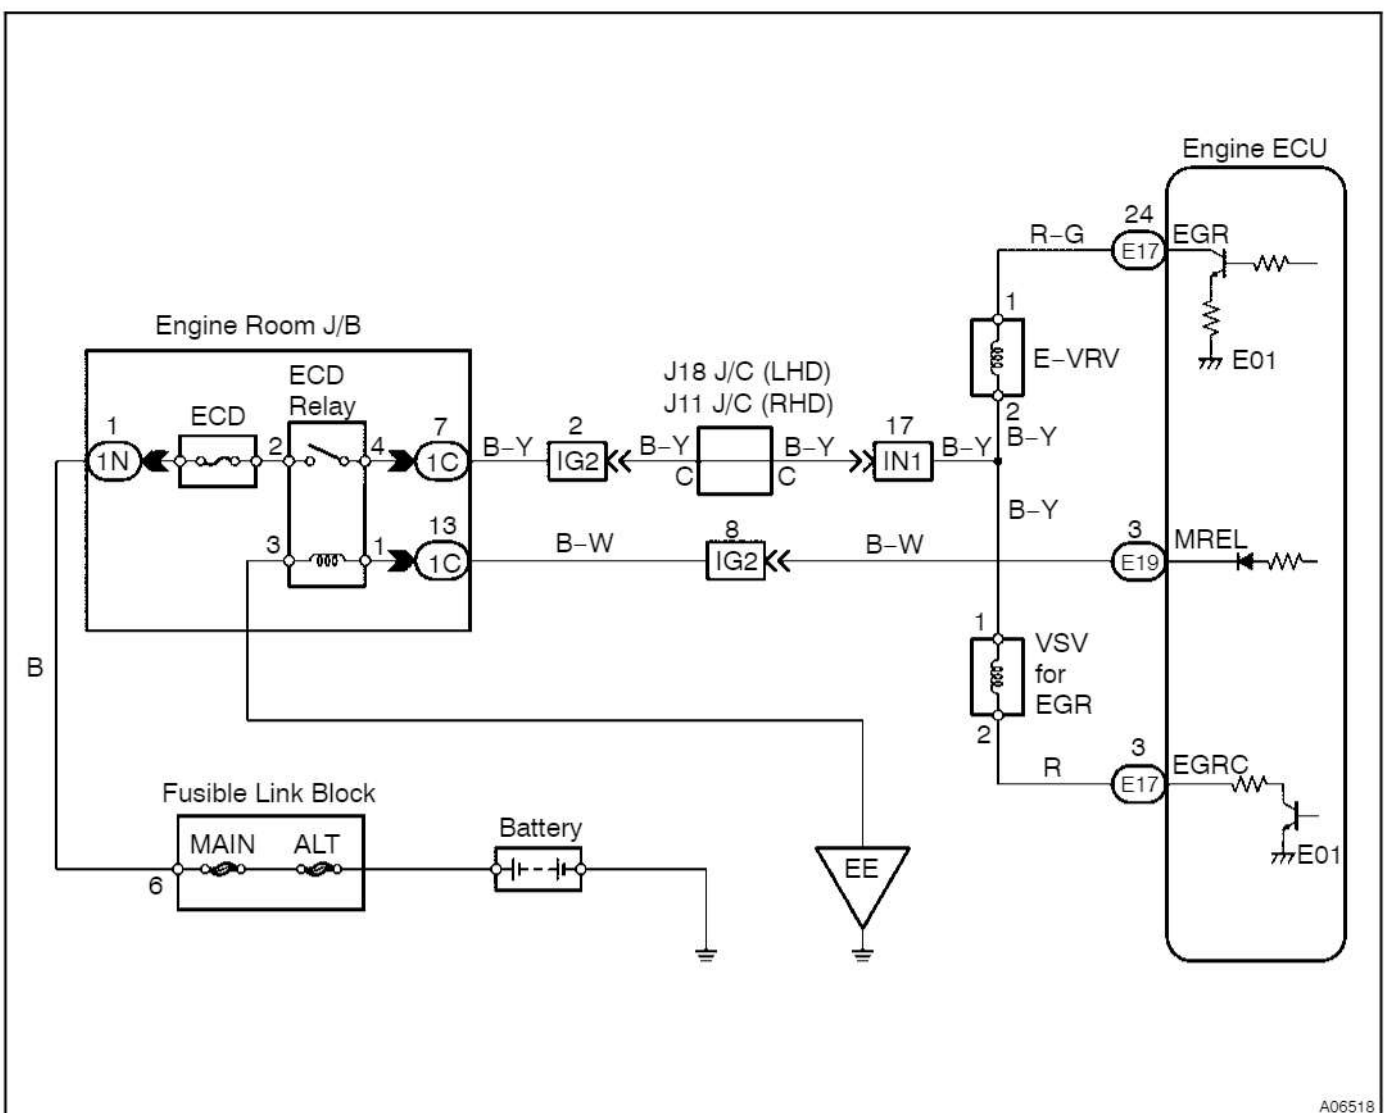 Engine ECU
24
R-G
E17
EGR
1
E01
Engine Room J/B
ECD
Relay
J18 J/C (LHD)
J11 J/C (RHD)
E-VRV
ECD
1
2
4
7
2
17
2
B-Y
1N
1C
B-Y
IG2
B-Y
B-Y
IN1
B-Y
C
C
B-Y
3
1
13
8
3
MREL
1C
B-W
IG2
B-W
E19
1
VSV
for
EGR
B
2
3
R
E17
EGRC
Fusible Link Block
Battery
MAIN
ALT
EE
E01
6
A06518